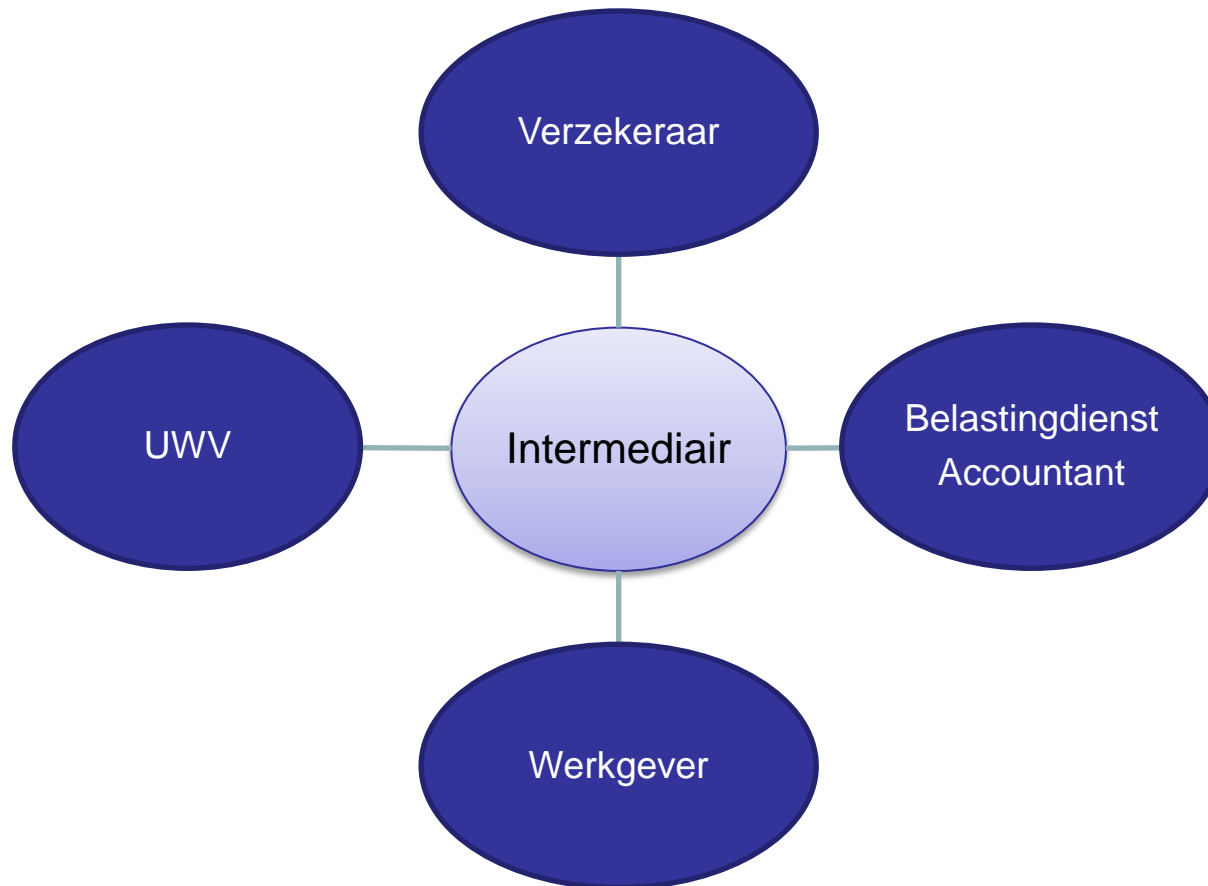 Verzekeraar
UWV
Intermediair
Belastingdienst
Accountant
Werkgever